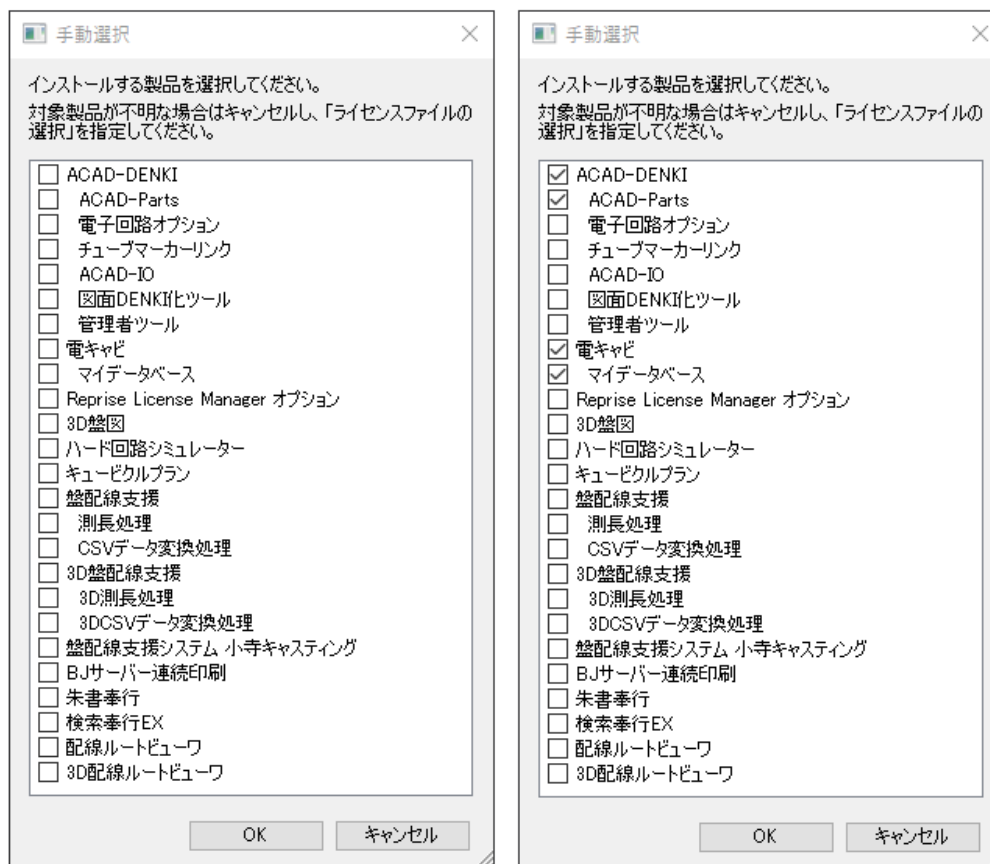 手動選択
インストールする製品を選択してください。
対象製品が不明な場合はキャンセルし、「ライセンスファイルの
選択」を指定してください。
ACAD-DENKI
ACAD-Parts
電子回路オプション
チューブマーカーリンク
ACAD-IO
図面DENKI化ツール
管理者ツール
電キャビ
マイデータベース
Reprise License Manager オプション
3D盤図
ハード回路シミュレーター
キュービクルプラン
盤配線支援
測長処理
CSVデータ変換処理
3D盤配線支援
3D測長処理
3DCSVデータ変換処理
盤配線支援システム 小寺キャスティング
BJサーバー連続印刷
朱書奉行
検索奉行EX
配線ルートビューワ
3D配線ルートビューワ
OK
キャンセル
手動選択
インストールする製品を選択してください。
対象製品が不明な場合はキャンセルし、「ライセンスファイルの
選択」を指定してください。
ACAD-DENKI
ACAD-Parts
電子回路オプション
チューブマーカーリンク
ACAD-IO
図面DENKI化ツール
管理者ツール
電キャビ
マイデータベース
Reprise License Manager オプション
3D盤図
ハード回路シミュレーター
キュービクルプラン
盤配線支援
測長処理
CSVデータ変換処理
3D盤配線支援
3D測長処理
3DCSVデータ変換処理
盤配線支援システム 小寺キャスティング
BJサーバー連続印刷
朱書奉行
検索奉行EX
配線ルートビューワ
3D配線ルートビューワ
OK
キャンセル